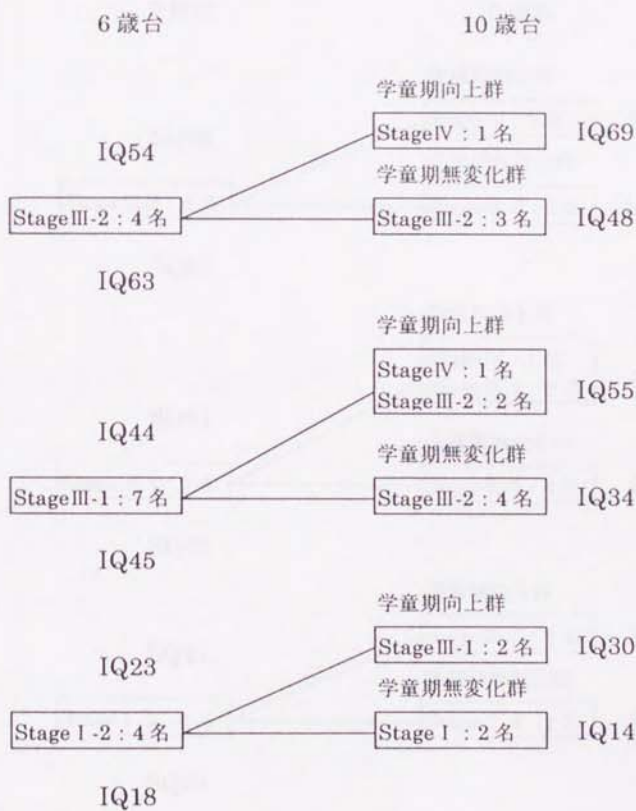 6歳台 10歳台
学童期向上群
IQ54 StageⅣ：1名 IQ69
学童期無変化群
StageⅢ-2：4名 StageⅢ-2：3名 IQ48
IQ63
学童期向上群
StageⅣ：1名
StageⅢ-2：2名 IQ55
IQ44
学童期無変化群
StageⅢ-1：7名 StageⅢ-2：4名 IQ34
IQ45
学童期向上群
IQ23 StageⅢ-1：2名 IQ30
学童期無変化群
StageⅠ-2：4名 StageⅠ：2名 IQ14
IQ18